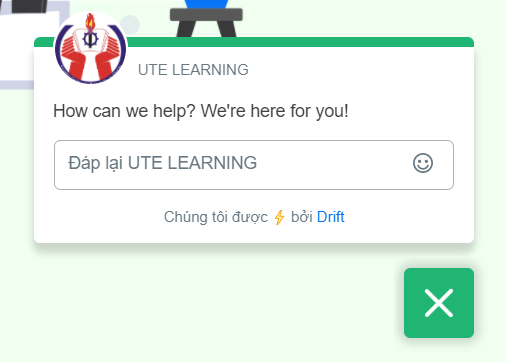 UTE LEARNING
How can we help? We're here for you!
Đáp lại UTE LEARNING
Chúng tôi được ⚡ bởi Drift